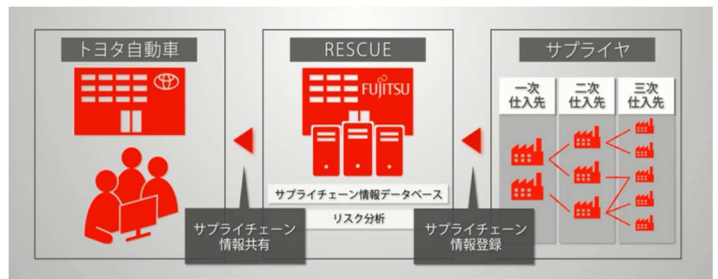 トヨタ自動車
RESCUE
サプライヤ
FUJITSU
一次
仕入先
二次
仕入先
三次
仕入先
サプライチェーン情報データベース
リスク分析
サプライチェーン
情報共有
サプライチェーン
情報登録